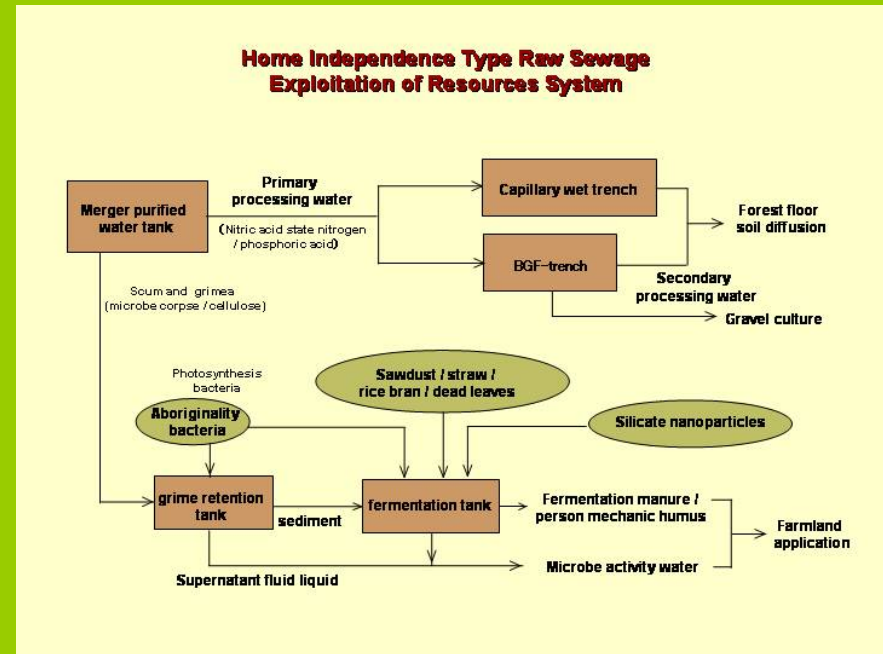 Home Independence Type Raw Sewage
Exploitation of Resources System
Merger purified
water tank
Primary
processing water
(Nitric acid state nitrogen
/ phosphoric acid)
Capillary wet trench
BGF-trench
Forest floor
soil diffusion
Secondary
processing water
Gravel culture
Scum and grimea
(microbe corpse / cellulose)
Photosynthesis
bacteria
Aboriginality
bacteria
Sawdust / straw /
rice bran / dead leaves
Silicate nanoparticles
grime retention
tank
sediment
fermentation tank
Fermentation manure /
person mechanic humus
Farmland
application
Microbe activity water
Supernatant fluid liquid